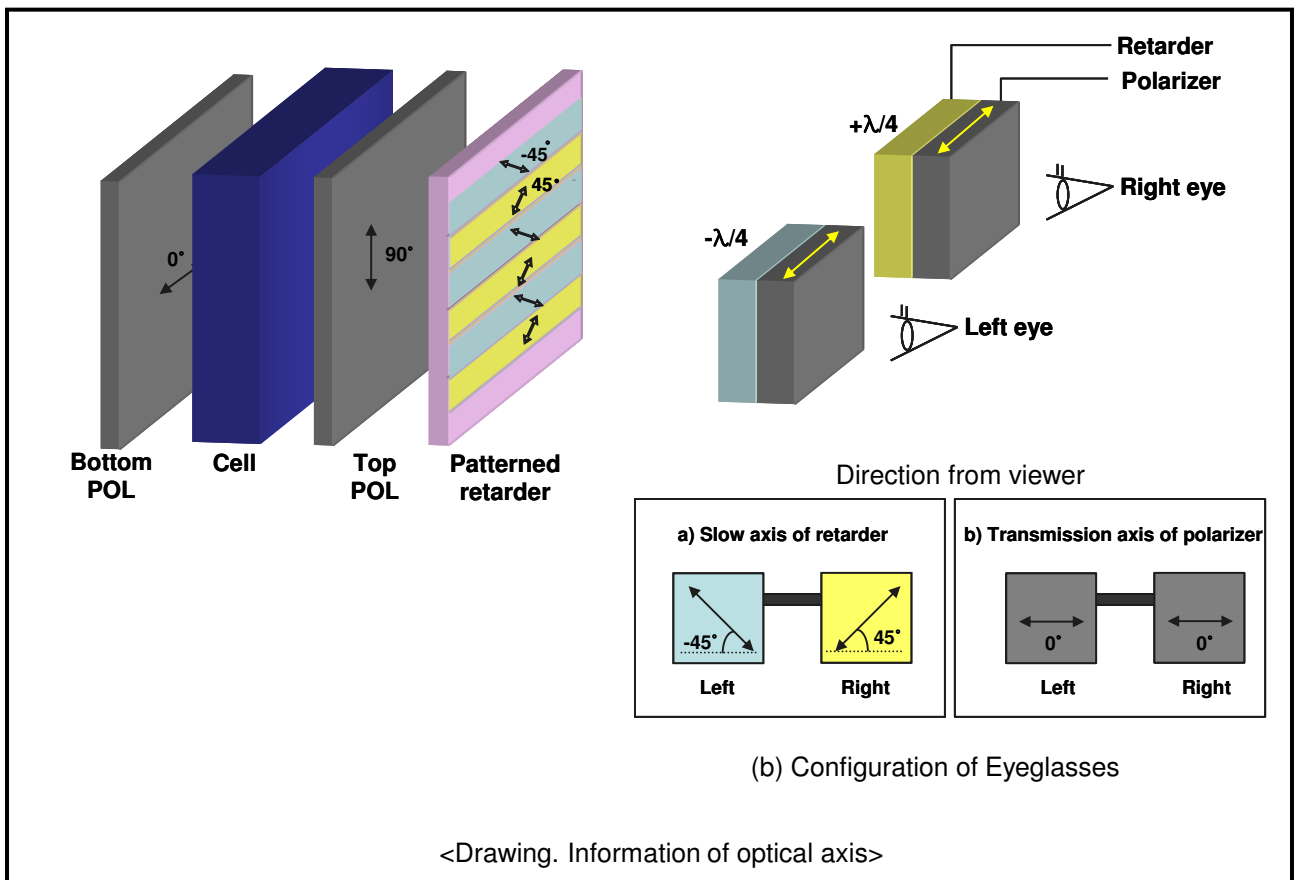 Retarder
Polarizer
+λ/4
-45°
45°
Right eye
-λ/4
0°
90°
Left eye
Bottom
POL
Cell
Top
POL
Patterned
retarder
Direction from viewer
a) Slow axis of retarder
-45°
45°
Left
Right
b) Transmission axis of polarizer
0°
0°
Left
Right
(b) Configuration of Eyeglasses
<Drawing. Information of optical axis>